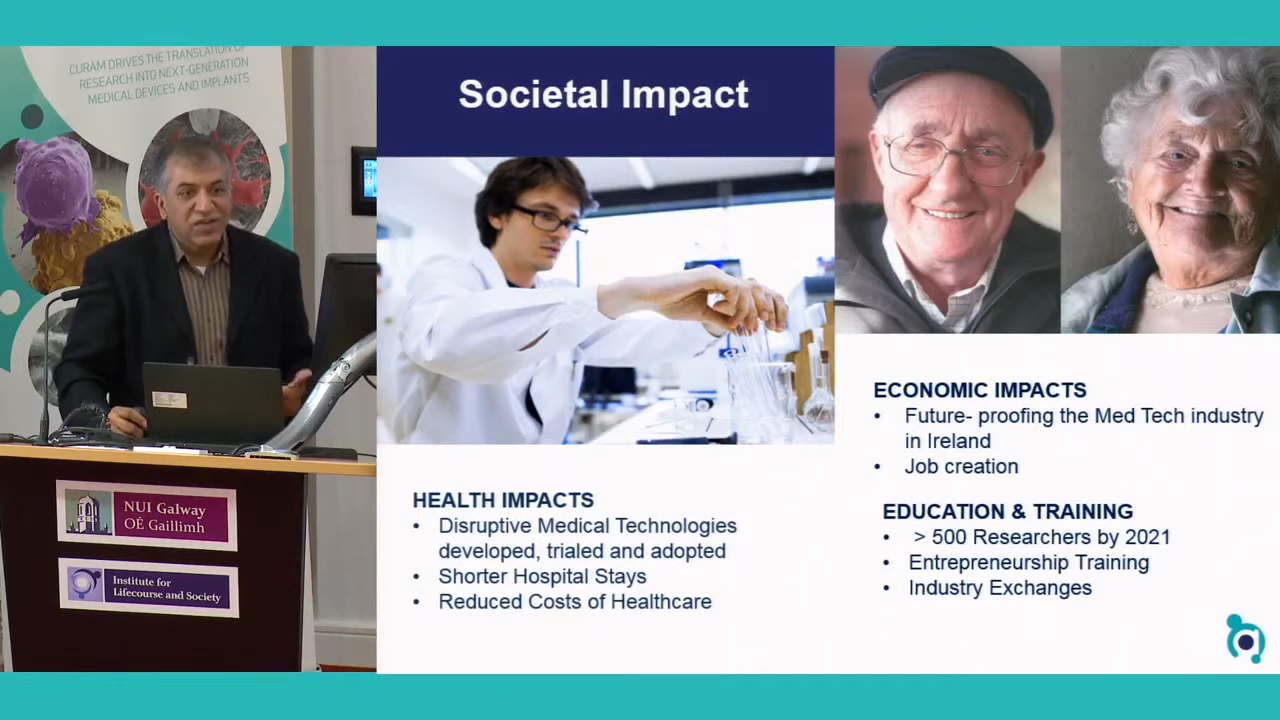 CURAM DRIVES THE TRANSLATION OF
RESEARCH INTO NEXT-GENERATION
MEDICAL DEVICES AND IMPLANTS
NUI Galway
OÉ Gaillimh
Institute for
Lifecourse and Society
Societal Impact
HEALTH IMPACTS
• Disruptive Medical Technologies
developed, trialed and adopted
• Shorter Hospital Stays
• Reduced Costs of Healthcare
ECONOMIC IMPACTS
• Future- proofing the Med Tech industry
in Ireland
• Job creation
EDUCATION & TRAINING
• > 500 Researchers by 2021
• Entrepreneurship Training
• Industry Exchanges